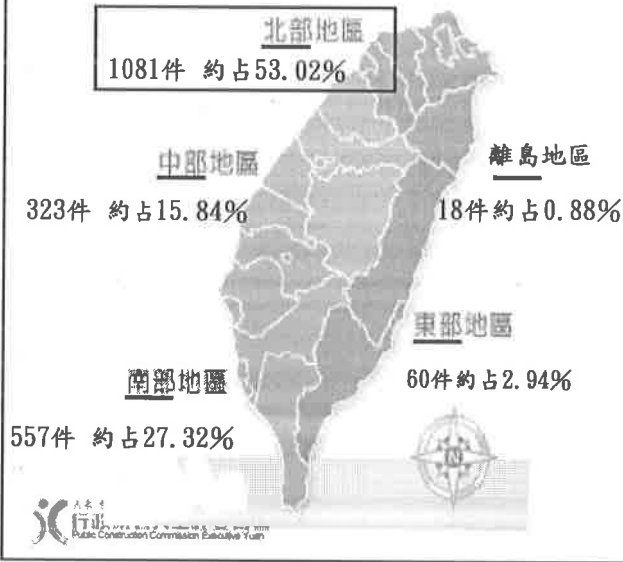 北部地區
1081件 約占53.02%
中部地區
323件 約占15.84%
離島地區
18件約占0.88%
東部地區
60件約占2.94%
南部地區
557件 約占27.32%
N
行政
Public Construction Commission Executive Yuan